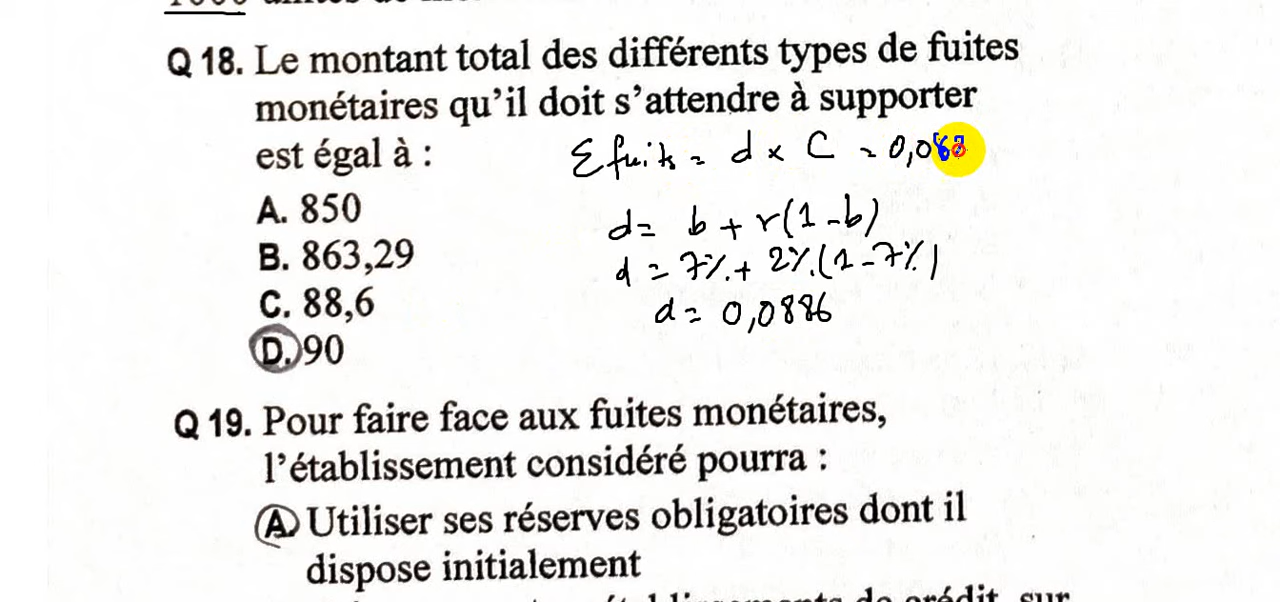 Q 18. Le montant total des différents types de fuites
monétaires qu'il doit s'attendre à supporter
est égal à :
Σ fuits = d x C = 0,08
A. 850
d = b + r(1-b)
B. 863,29
d = 7% + 2%(1-7%)
C. 88,6
d = 0,0886
D. 90
Q 19. Pour faire face aux fuites monétaires,
l'établissement considéré pourra :
A Utiliser ses réserves obligatoires dont il
dispose initialement